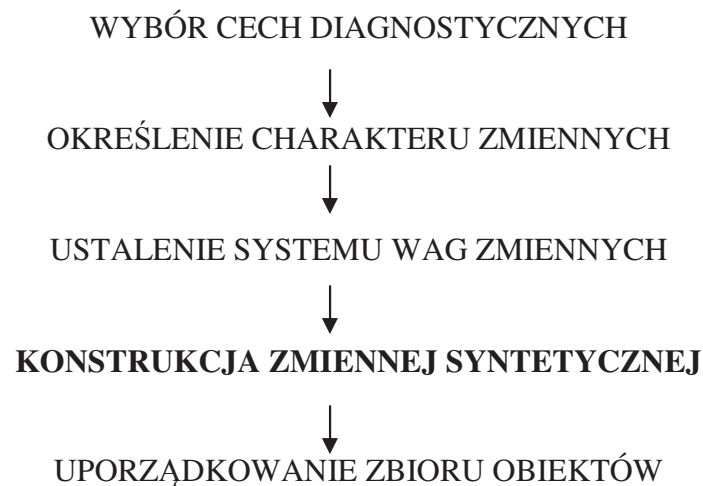 WYBÓR CECH DIAGNOSTYCZNYCH
OKREŚLENIE CHARAKTERU ZMIENNYCH
USTALENIE SYSTEMU WAG ZMIENNYCH
KONSTRUKCJA ZMIENNEJ SYNTETYCZNEJ
UPORZĄDKOWANIE ZBIORU OBIEKTÓW